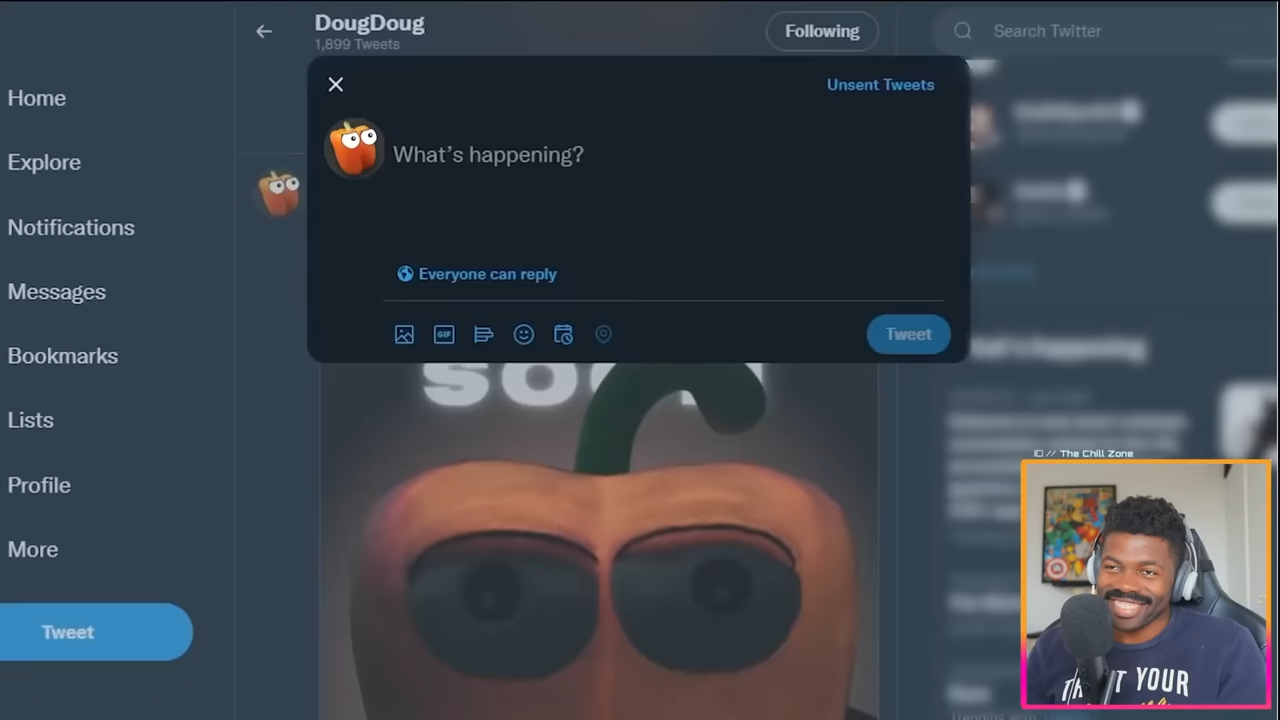 DougDoug
1,899 Tweets
Following
Search Twitter
Home
Explore
Notifications
Messages
Bookmarks
Lists
Profile
More
Tweet
Unsent Tweets
What's happening?
Everyone can reply
GIF
Tweet
// The Chill Zone
YOUR